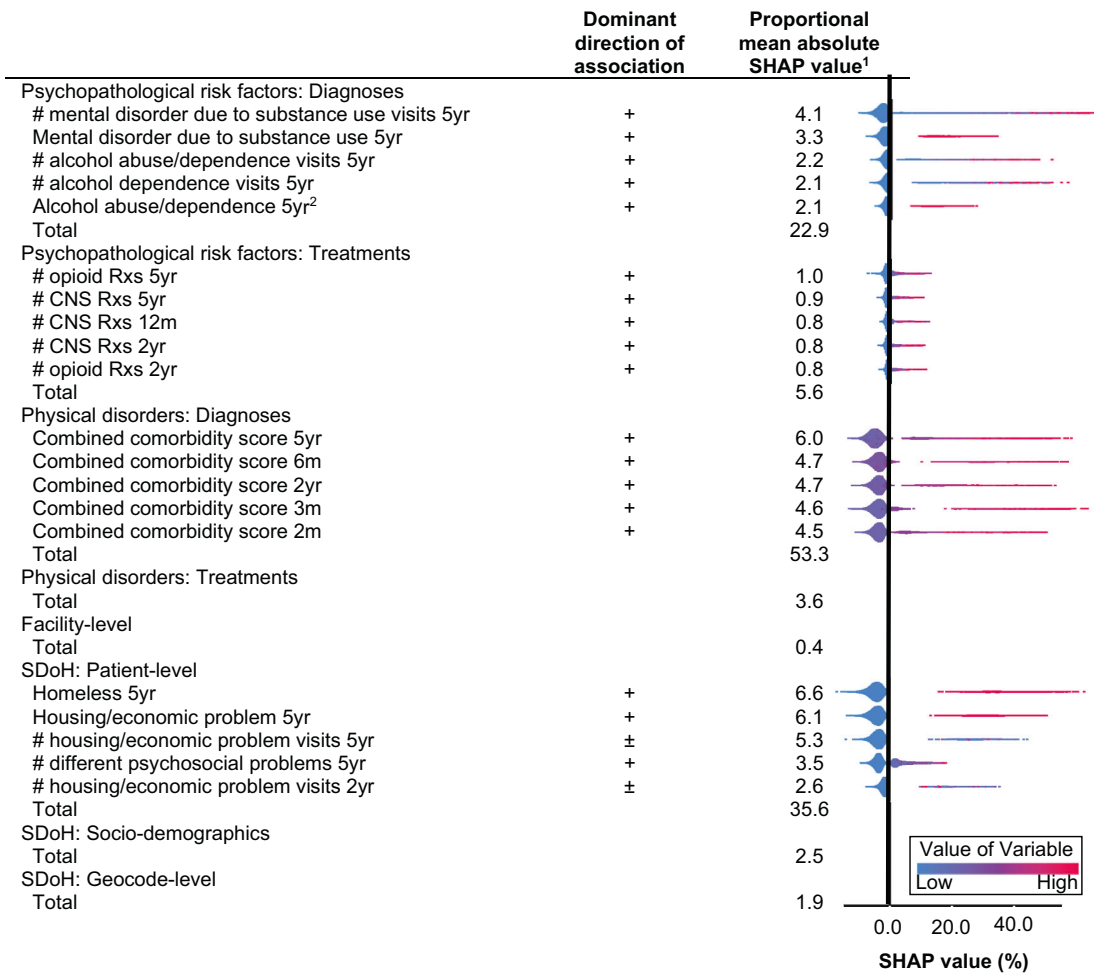 Dominant direction of association
Proportional mean absolute SHAP value¹
Psychopathological risk factors: Diagnoses
# mental disorder due to substance use visits 5yr + 4.1
Mental disorder due to substance use 5yr + 3.3
# alcohol abuse/dependence visits 5yr + 2.2
# alcohol dependence visits 5yr + 2.1
Alcohol abuse/dependence 5yr² + 2.1
Total 22.9
Psychopathological risk factors: Treatments
# opioid Rxs 5yr + 1.0
# CNS Rxs 5yr + 0.9
# CNS Rxs 12m + 0.8
# CNS Rxs 2yr + 0.8
# opioid Rxs 2yr + 0.8
Total 5.6
Physical disorders: Diagnoses
Combined comorbidity score 5yr + 6.0
Combined comorbidity score 6m + 4.7
Combined comorbidity score 2yr + 4.7
Combined comorbidity score 3m + 4.6
Combined comorbidity score 2m + 4.5
Total 53.3
Physical disorders: Treatments
Total 3.6
Facility-level
Total 0.4
SDoH: Patient-level
Homeless 5yr + 6.6
Housing/economic problem 5yr + 6.1
# housing/economic problem visits 5yr ± 5.3
# different psychosocial problems 5yr + 3.5
# housing/economic problem visits 2yr ± 2.6
Total 35.6
SDoH: Socio-demographics
Total 2.5
SDoH: Geocode-level
Total 1.9
Value of Variable
Low High
0.0 20.0 40.0
SHAP value (%)